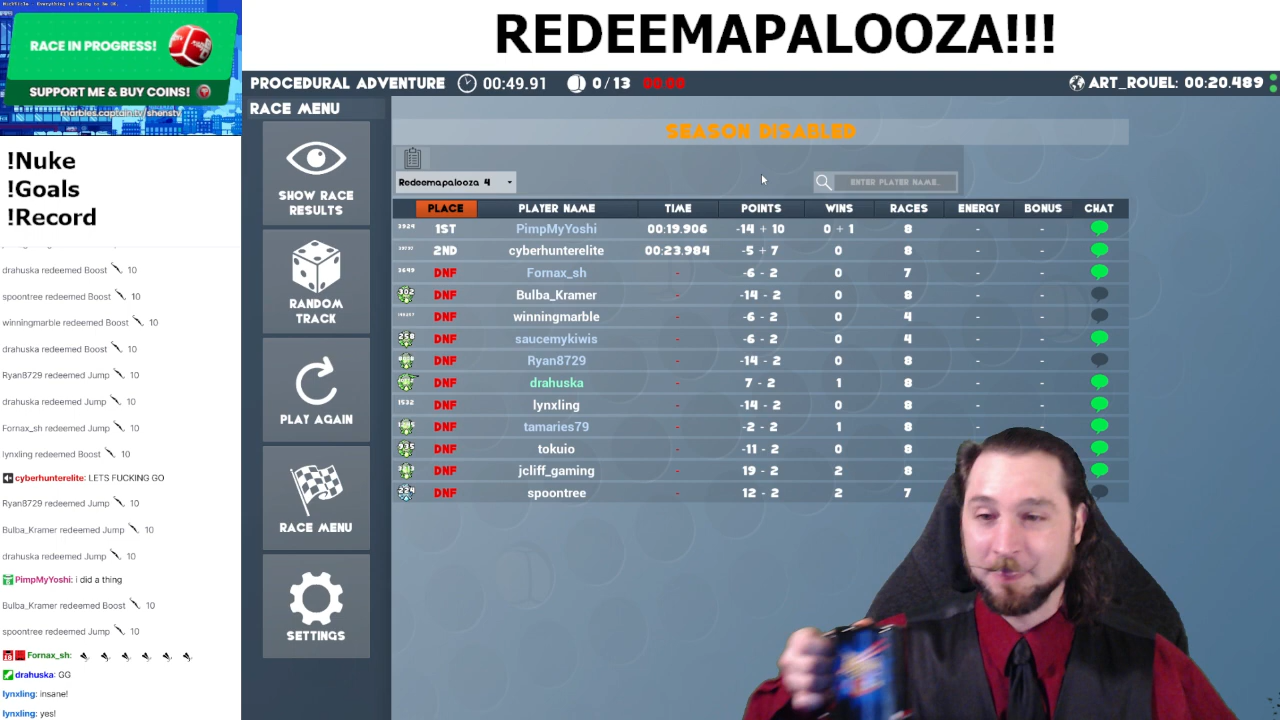 RACE IN PROGRESS!
SUPPORT ME & BUY COINS!
marbles.captain.tv/shenstv
!Nuke
!Goals
!Record
drahuska redeemed Boost 10
spoontree redeemed Boost 10
winningmarble redeemed Boost 10
drahuska redeemed Boost 10
Ryan8729 redeemed Jump 10
drahuska redeemed Jump 10
Fornax_sh redeemed Jump 10
lynxling redeemed Boost 10
cyberhunterelite: LETS FUCKING GO
Ryan8729 redeemed Jump 10
Bulba_Kramer redeemed Jump 10
drahuska redeemed Jump 10
PimpMyYoshi: i did a thing
Bulba_Kramer redeemed Boost 10
spoontree redeemed Jump 10
Fornax_sh:
drahuska: GG
lynxling: insane!
lynxling: yes!
REDEEMAPALOOZA!!!
PROCEDURAL ADVENTURE 00:49.91 0/13 00:00 ART_ROUEL: 00:20.489
RACE MENU
SHOW RACE
RESULTS
RANDOM
TRACK
PLAY AGAIN
RACE MENU
SETTINGS
SEASON DISABLED
Redeemapalooza 4 ENTER PLAYER NAME..
PLACE PLAYER NAME TIME POINTS WINS RACES ENERGY BONUS CHAT
1ST PimpMyYoshi 00:19.906 -14 + 10 0 + 1 8 - -
2ND cyberhunterelite 00:23.984 -5 + 7 0 8 - -
DNF Fornax_sh - -6 - 2 0 7 - -
DNF Bulba_Kramer - -14 - 2 0 8 - -
DNF winningmarble - -6 - 2 0 4 - -
DNF saucemykiwis - -6 - 2 0 4 - -
DNF Ryan8729 - -14 - 2 0 8 - -
DNF drahuska - 7 - 2 1 8 - -
1532 DNF lynxling - -14 - 2 0 8 - -
DNF tamaries79 - -2 - 2 1 8 - -
DNF tokuio - -11 - 2 0 8 - -
DNF jcliff_gaming - 19 - 2 2 8 - -
DNF spoontree - 12 - 2 2 7